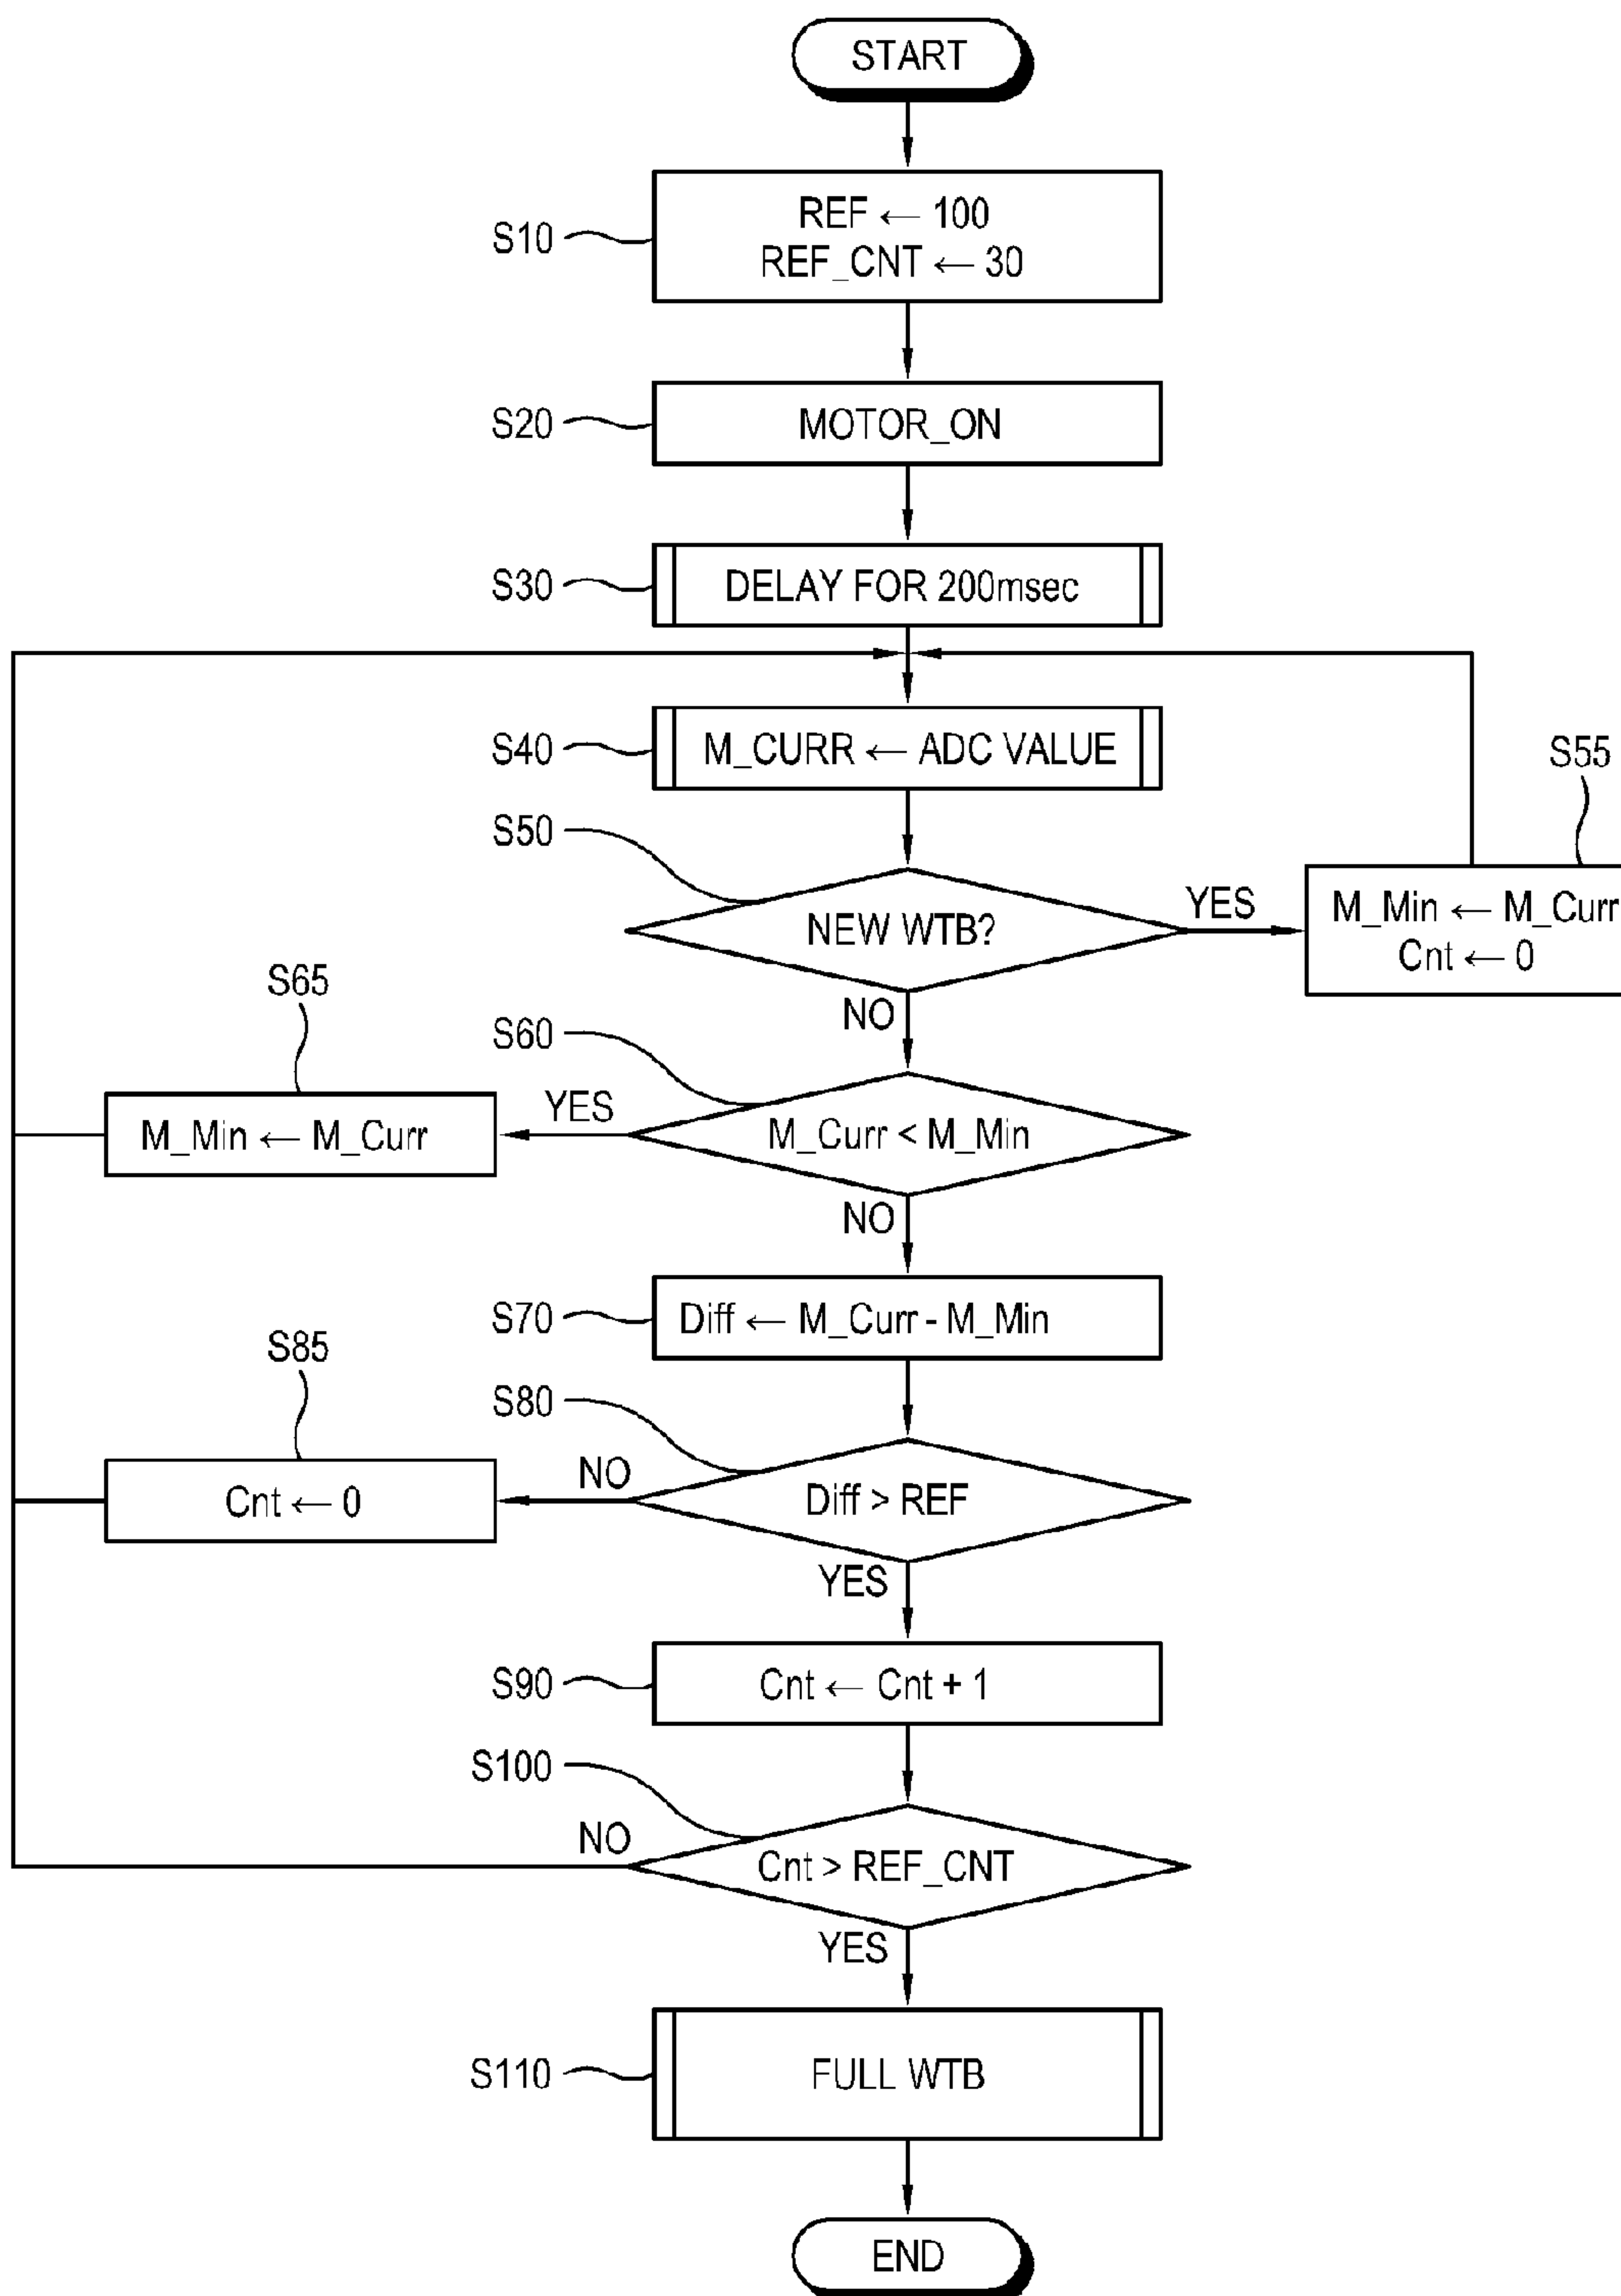 START
S10
REF ← 100
REF_CNT ← 30
S20
MOTOR_ON
S30
DELAY FOR 200msec
S40
M_CURR ← ADC VALUE
S55
S50
NEW WTB?
YES
M_Min ← M_Curr
Cnt ← 0
NO
S65
S60
M_Min ← M_Curr
YES
M_Curr < M_Min
NO
S70
Diff ← M_Curr - M_Min
S85
S80
Cnt ← 0
NO
Diff > REF
YES
S90
Cnt ← Cnt + 1
S100
NO
Cnt > REF_CNT
YES
S110
FULL WTB
END